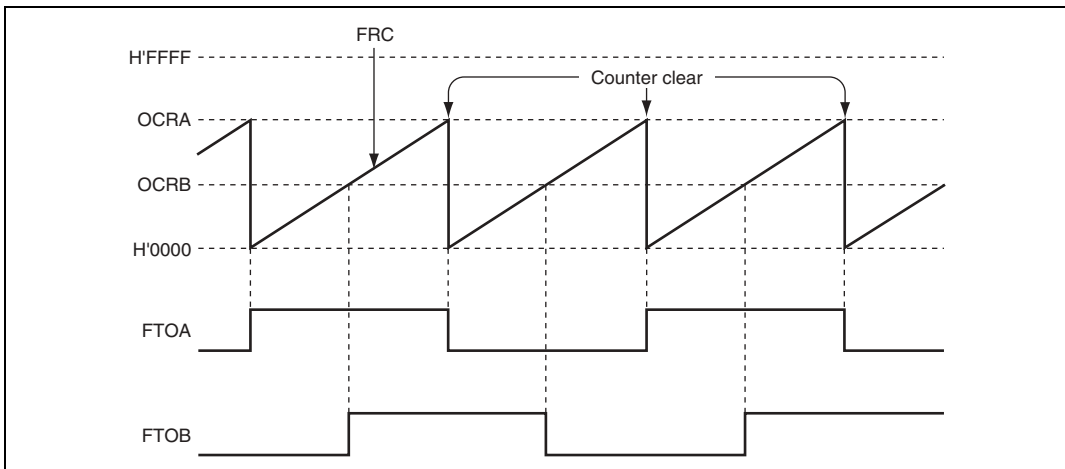 FRC
H'FFFF
Counter clear
OCRA
OCRB
H'0000
FTOA
FTOB